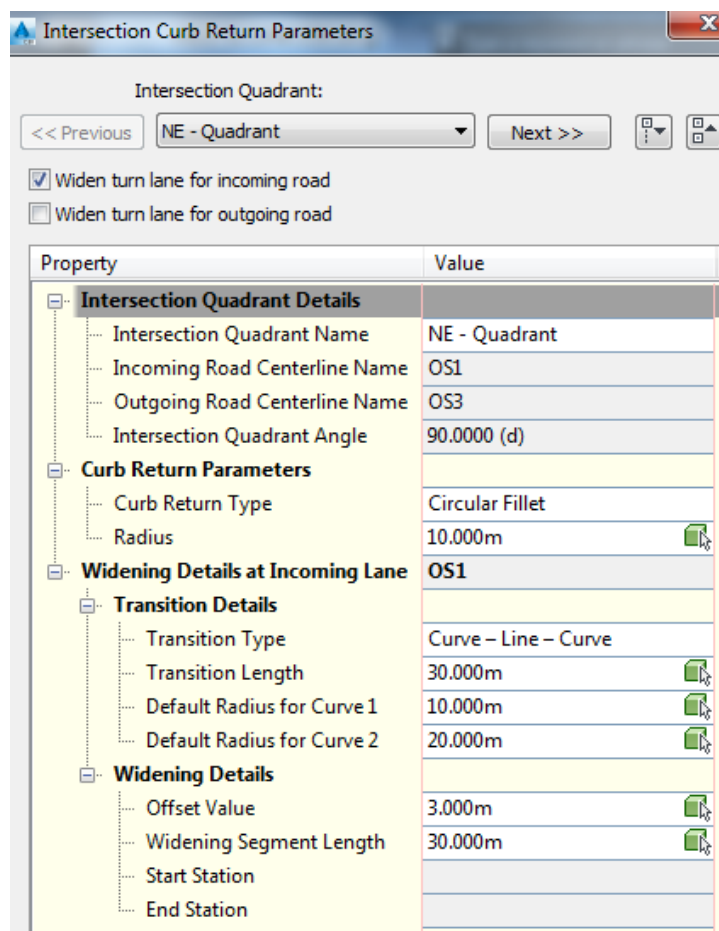 Intersection Curb Return Parameters
Intersection Quadrant:
<< Previous NE - Quadrant Next >>
Widen turn lane for incoming road
Widen turn lane for outgoing road
Property Value
Intersection Quadrant Details
Intersection Quadrant Name NE - Quadrant
Incoming Road Centerline Name OS1
Outgoing Road Centerline Name OS3
Intersection Quadrant Angle 90.0000 (d)
Curb Return Parameters
Curb Return Type Circular Fillet
Radius 10.000m
Widening Details at Incoming Lane OS1
Transition Details
Transition Type Curve – Line – Curve
Transition Length 30.000m
Default Radius for Curve 1 10.000m
Default Radius for Curve 2 20.000m
Widening Details
Offset Value 3.000m
Widening Segment Length 30.000m
Start Station
End Station